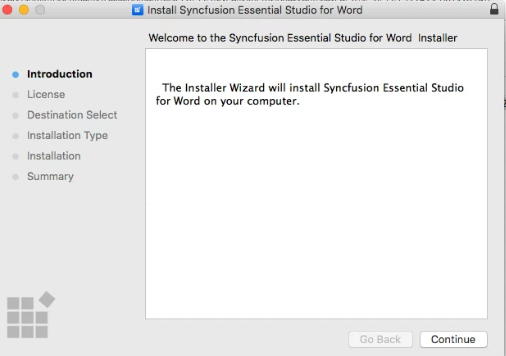 Install Syncfusion Essential Studio for Word
Welcome to the Syncfusion Essential Studio for Word Installer
Introduction
License
Destination Select
Installation Type
Installation
Summary
The Installer Wizard will install Syncfusion Essential Studio
for Word on your computer.
Go Back
Continue